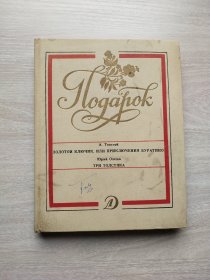 Подарок
А. Толстой
ЗОЛОТОЙ КЛЮЧИК, ИЛИ ПРИКЛЮЧЕНИЯ БУРАТИНО
Юрий Олеша
ТРИ ТОЛСТЯКА
Д